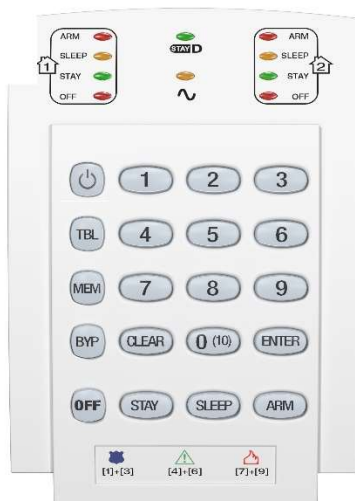 ARM
ARM
SLEEP
STAY D
SLEEP
1
STAY
STAY
2
OFF
OFF
1 2 3
TBL 4 5 6
MEM 7 8 9
BYP CLEAR 0 (10) ENTER
OFF STAY SLEEP ARM
[1]+[3] [4]+[6] [7]+[9]